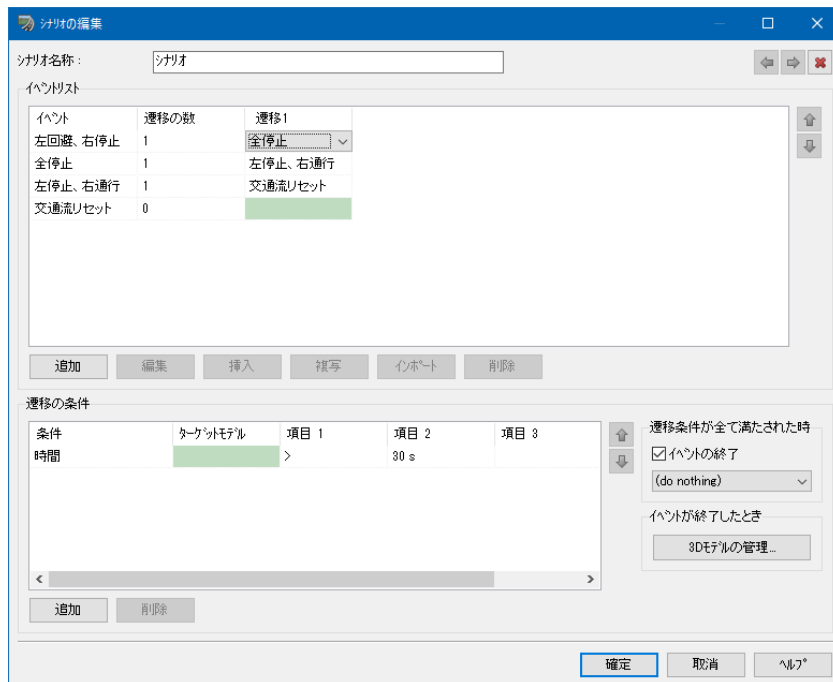 シナリオの編集
シナリオ名称 :
シナリオ
イベントリスト
イベント 遷移の数 遷移1
左回避、右停止 1 全停止
全停止 1 左停止、右通行
左停止、右通行 1 交通流リセット
交通流リセット 0
追加 編集 挿入 複写 インポート 削除
遷移の条件
条件 ターゲットモデル 項目 1 項目 2 項目 3
時間 > 30 s
遷移条件が全て満たされた時
イベントの終了
(do nothing)
イベントが終了したとき
3Dモデルの管理...
追加 削除
確定 取消 ヘルプ